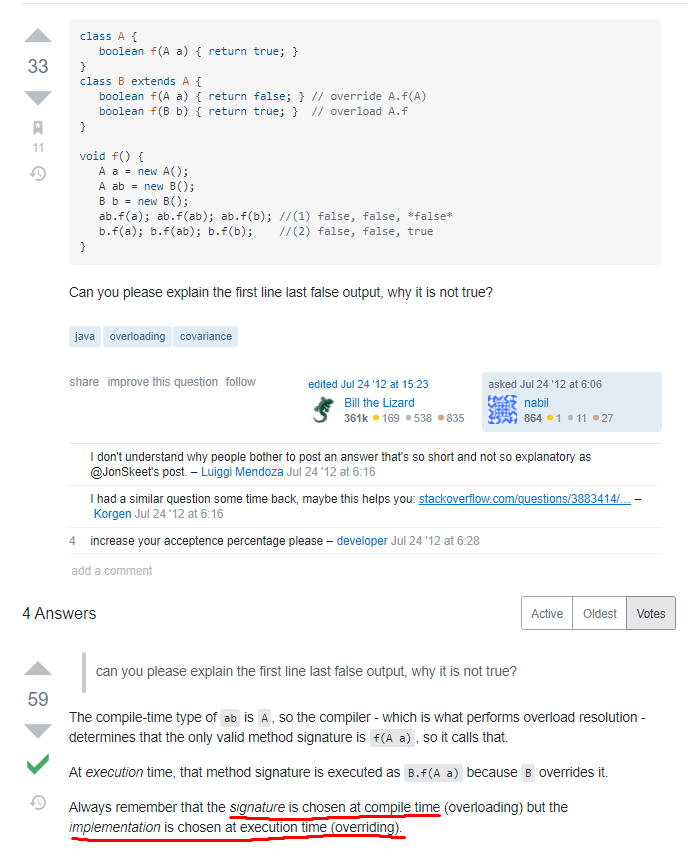 class A {
boolean f(A a) { return true; }
}
class B extends A {
boolean f(A a) { return false; } // override A.f(A)
boolean f(B b) { return true; } // overload A.f
}
void f() {
A a = new A();
A ab = new B();
B b = new B();
ab.f(a); ab.f(ab); ab.f(b); //(1) false, false, *false*
b.f(a); b.f(ab); b.f(b); //(2) false, false, true
}
33
11
Can you please explain the first line last false output, why it is not true?
java overloading covariance
share improve this question follow
edited Jul 24 '12 at 15:23
Bill the Lizard
361k 169 538 835
asked Jul 24 '12 at 6:06
nabil
864 1 11 27
I don't understand why people bother to post an answer that's so short and not so explanatory as
@JonSkeet's post. – Luiggi Mendoza Jul 24 '12 at 6:16
I had a similar question some time back, maybe this helps you: stackoverflow.com/questions/3883414/… –
Korgen Jul 24 '12 at 6:16
4 increase your acceptence percentage please – developer Jul 24 '12 at 6:28
add a comment
4 Answers
Active Oldest Votes
59
can you please explain the first line last false output, why it is not true?
The compile-time type of ab is A, so the compiler - which is what performs overload resolution -
determines that the only valid method signature is f(A a), so it calls that.
At execution time, that method signature is executed as B.f(A a) because B overrides it.
Always remember that the signature is chosen at compile time (overloading) but the
implementation is chosen at execution time (overriding).